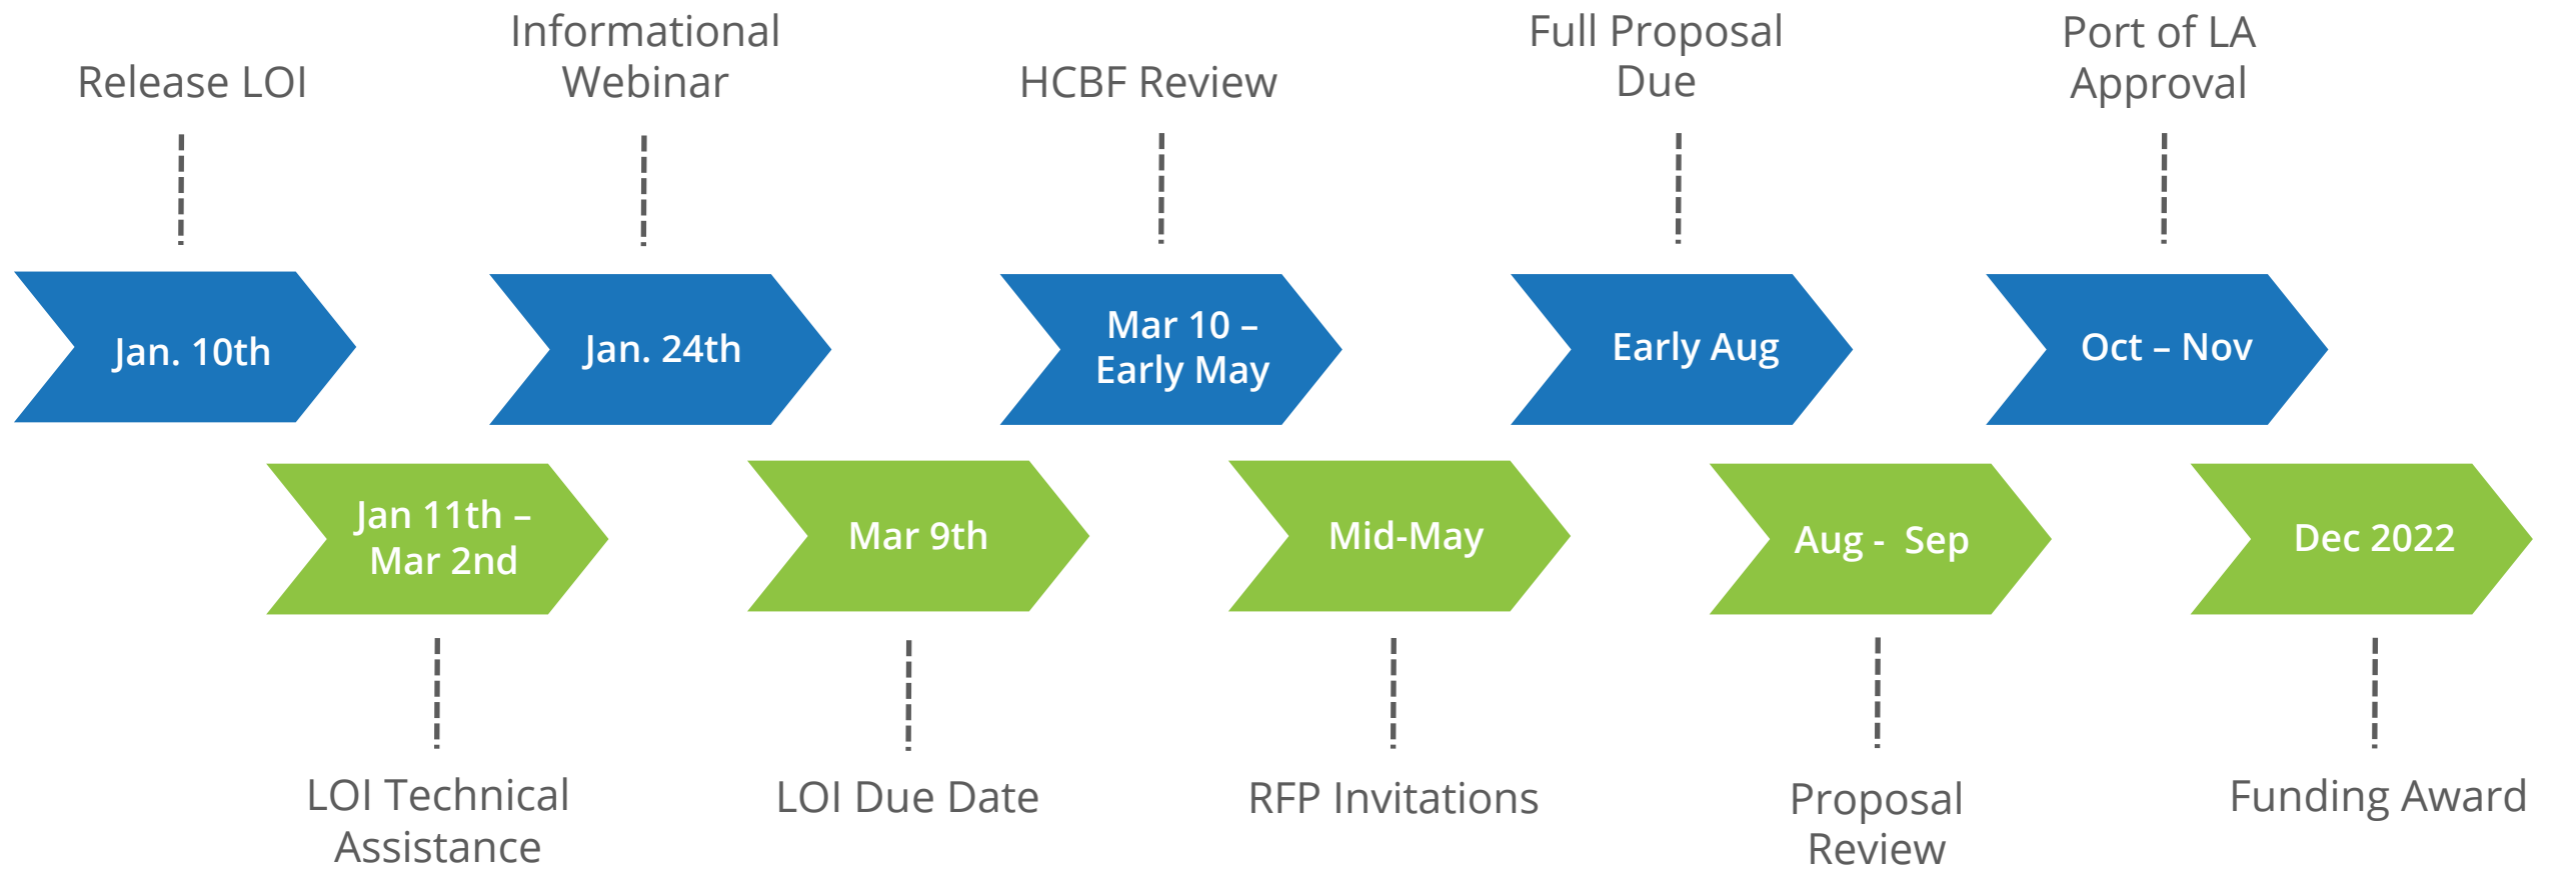 Release LOI
Jan. 10th
Jan 11th –
Mar 2nd
LOI Technical
Assistance
Informational
Webinar
Jan. 24th
Mar 9th
LOI Due Date
HCBF Review
Mar 10 –
Early May
Mid-May
RFP Invitations
Full Proposal
Due
Early Aug
Aug -  Sep
Proposal
Review
Port of LA
Approval
Oct – Nov
Dec 2022
Funding Award